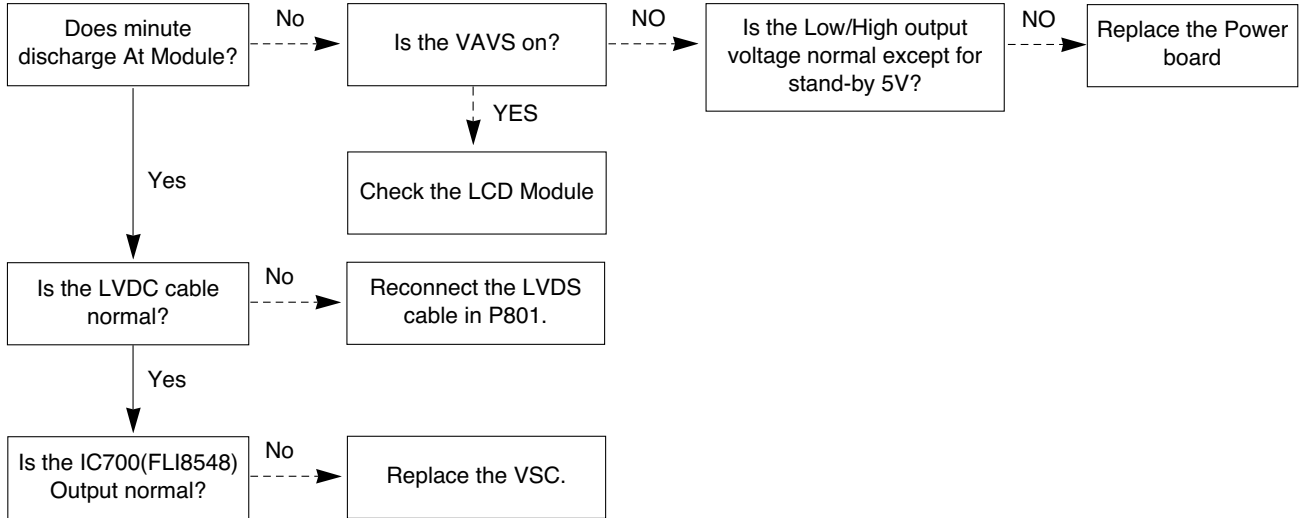 Does minute
discharge At Module?
No
Is the VAVS on?
NO
Is the Low/High output
voltage normal except for
stand-by 5V?
NO
Replace the Power
board
YES
Check the LCD Module
Yes
Is the LVDC cable
normal?
No
Reconnect the LVDS
cable in P801.
Yes
Is the IC700(FLI8548)
Output normal?
No
Replace the VSC.